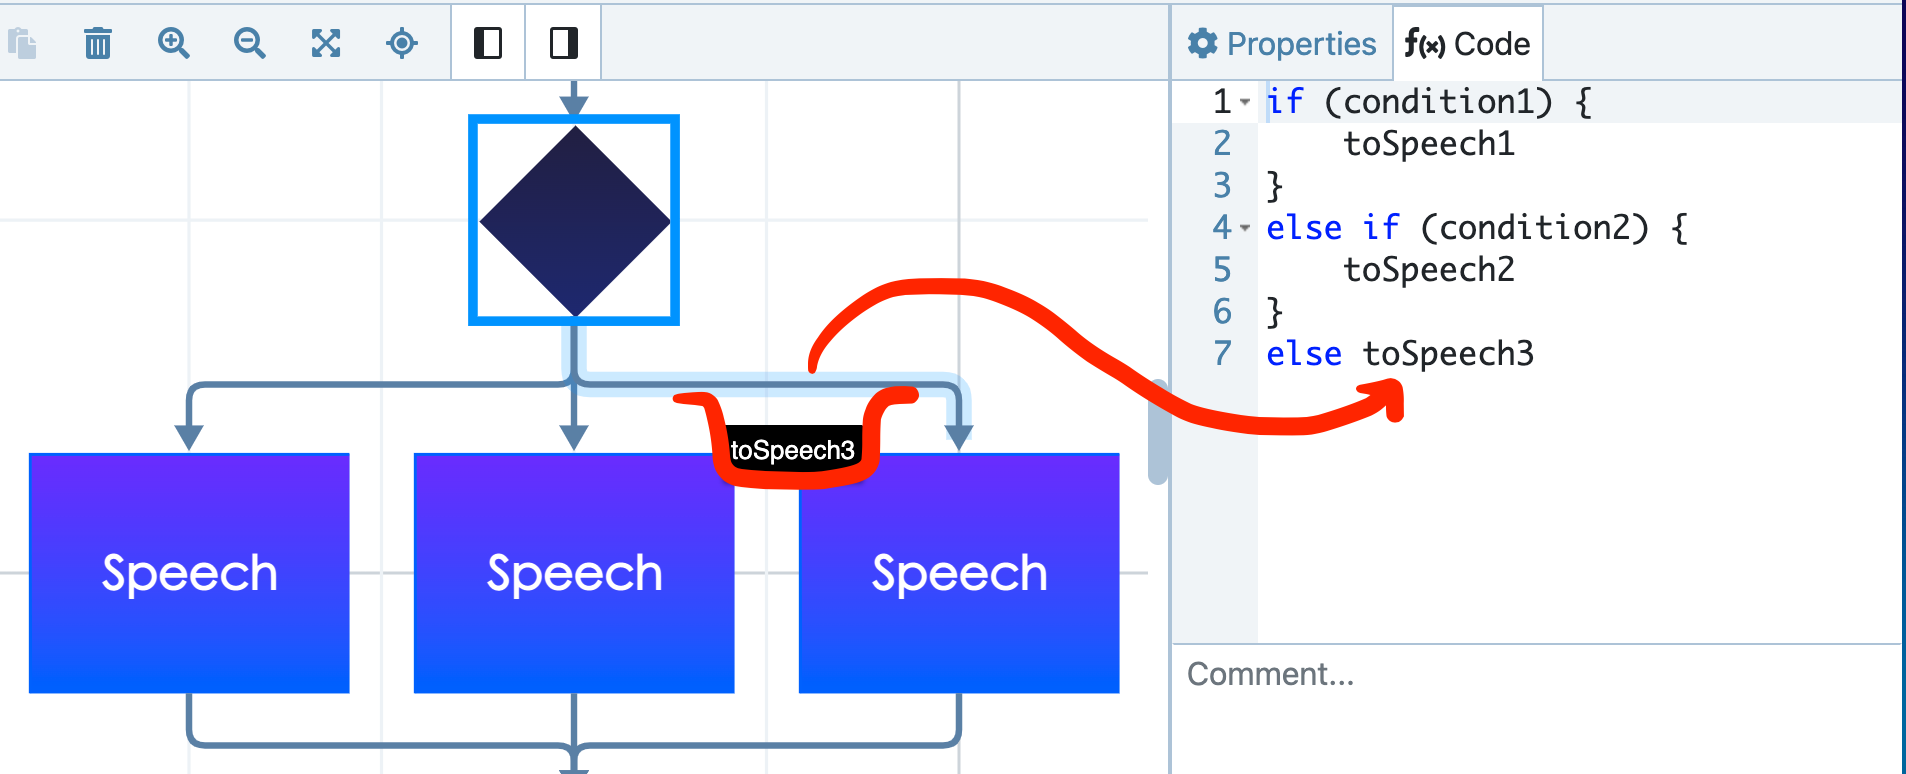 Properties
f(x) Code
1 if (condition1) {
2 toSpeech1
3 }
4 else if (condition2) {
5 toSpeech2
6 }
7 else toSpeech3
toSpeech3
Speech
Speech
Speech
Comment...